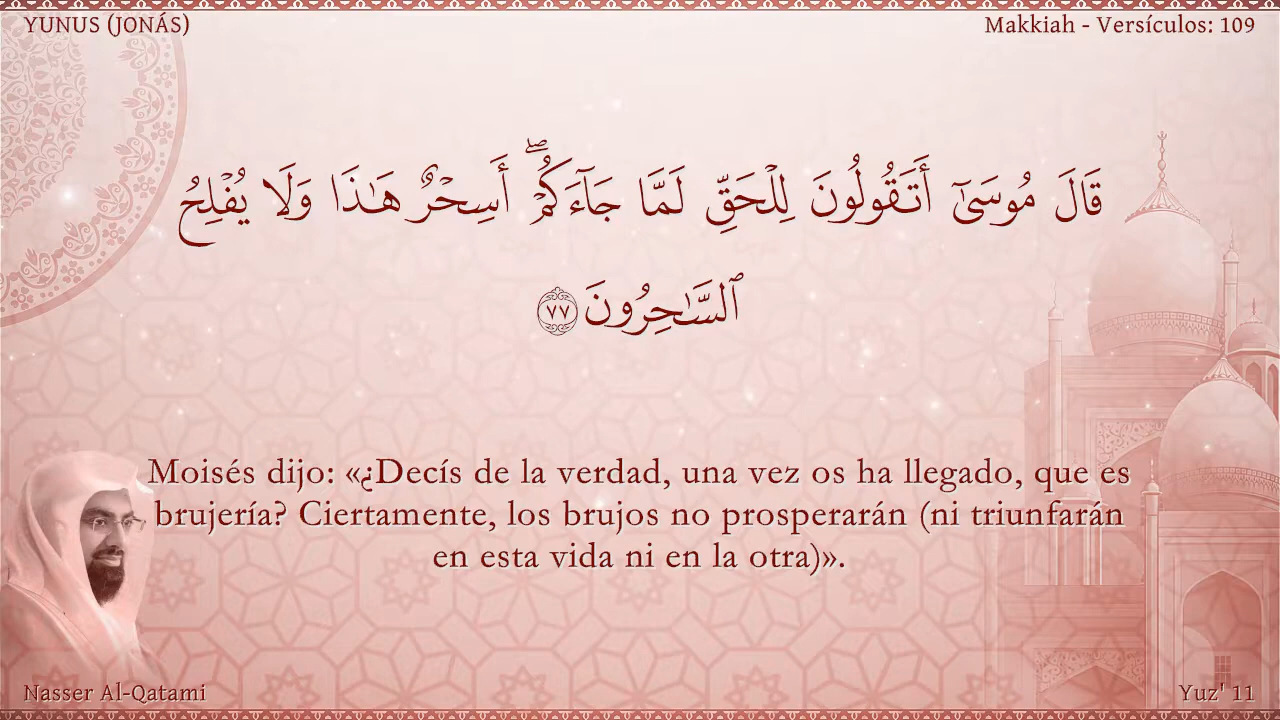 YUNUS (JONÁS)
Makkiah - Versículos: 109
قَالَ مُوسَىٰٓ أَتَقُولُونَ لِلْحَقِّ لَمَّا جَآءَكُمْ ۖ أَسِحْرٌ هَـٰذَا وَلَا يُفْلِحُ
ٱلسَّـٰحِرُونَ ٧٧
Moisés dijo: «¿Decís de la verdad, una vez os ha llegado, que es
brujería? Ciertamente, los brujos no prosperarán (ni triunfarán
en esta vida ni en la otra)».
Nasser Al-Qatami
Yuz' 11